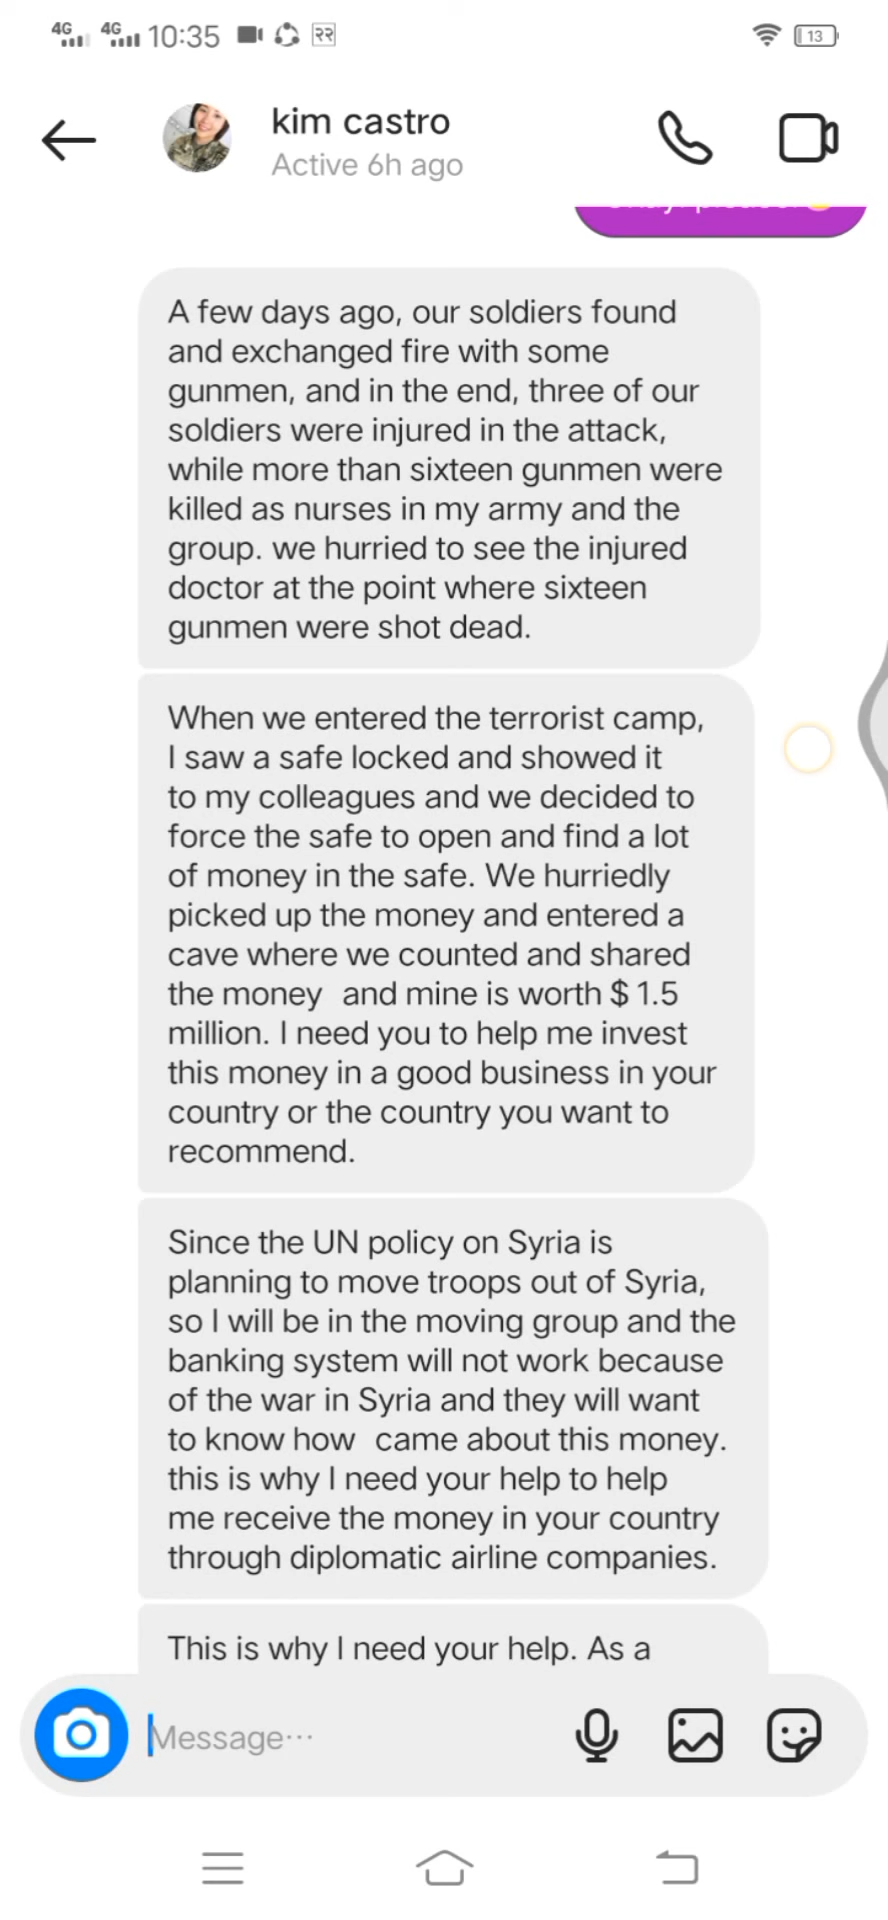 4G 4G 10:35 २२ 13
kim castro
Active 6h ago
A few days ago, our soldiers found
and exchanged fire with some
gunmen, and in the end, three of our
soldiers were injured in the attack,
while more than sixteen gunmen were
killed as nurses in my army and the
group. we hurried to see the injured
doctor at the point where sixteen
gunmen were shot dead.
When we entered the terrorist camp,
I saw a safe locked and showed it
to my colleagues and we decided to
force the safe to open and find a lot
of money in the safe. We hurriedly
picked up the money and entered a
cave where we counted and shared
the money  and mine is worth $ 1.5
million. I need you to help me invest
this money in a good business in your
country or the country you want to
recommend.
Since the UN policy on Syria is
planning to move troops out of Syria,
so I will be in the moving group and the
banking system will not work because
of the war in Syria and they will want
to know how  came about this money.
this is why I need your help to help
me receive the money in your country
through diplomatic airline companies.
This is why I need your help. As a
Message...